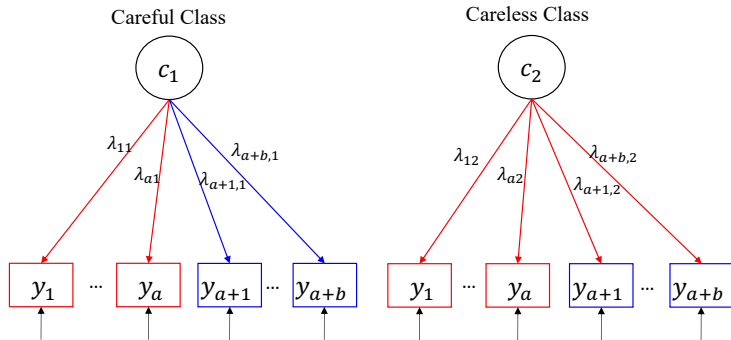 Careful Class
Careless Class
c₁
c₂
λ₁₁
λₐ₁
λₐ₊₁,₁
λₐ₊b,₁
λ₁₂
λₐ₂
λₐ₊₁,₂
λₐ₊b,₂
y₁ ... yₐ yₐ₊₁ ... yₐ₊b
y₁ ... yₐ yₐ₊₁ ... yₐ₊b